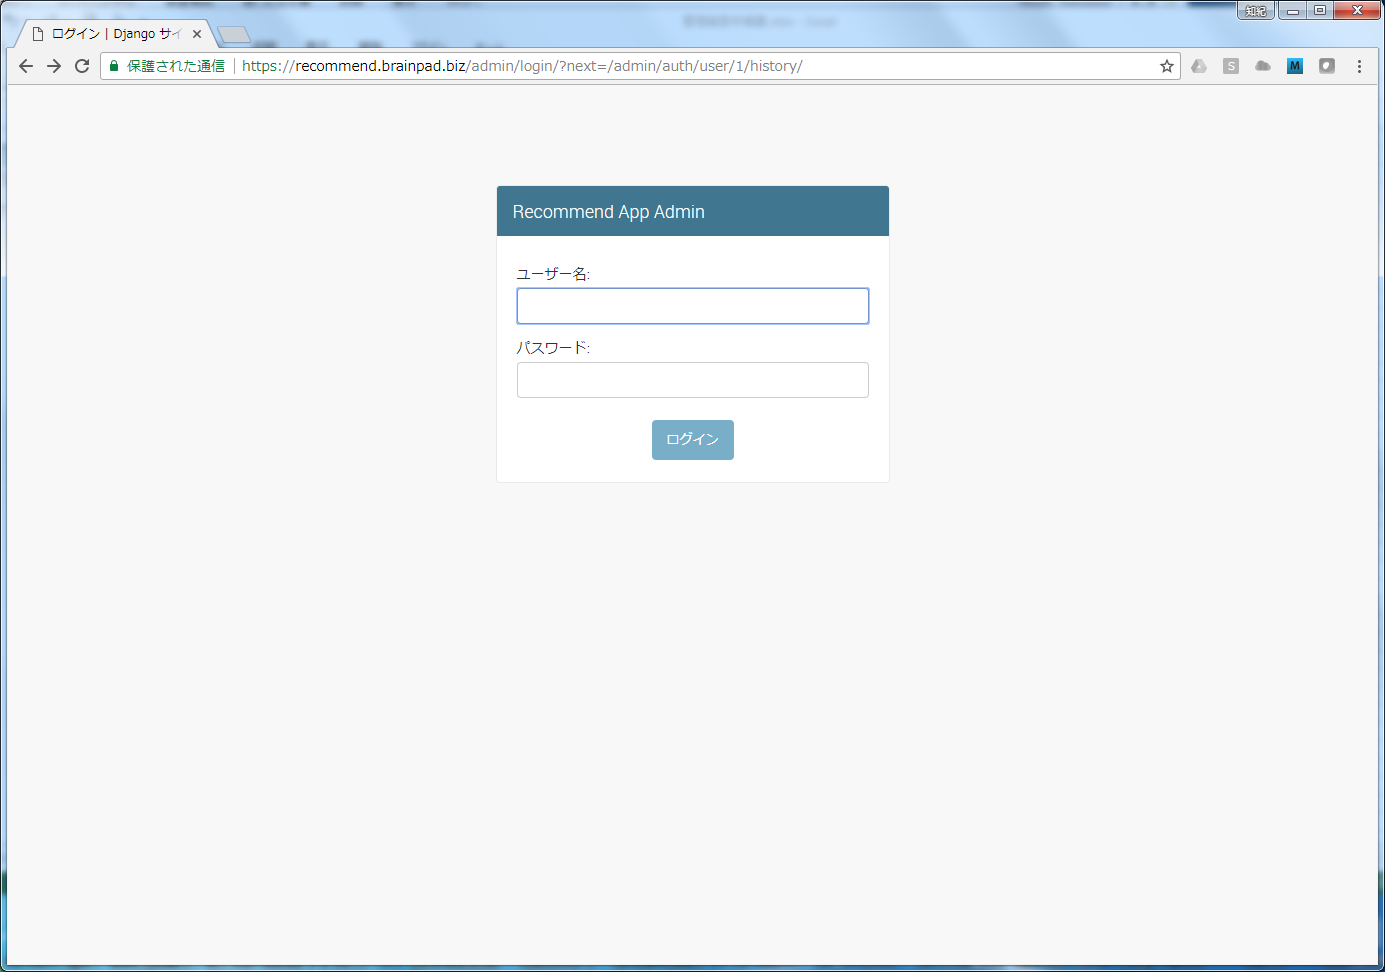 知紀
ログイン | Django サイ
保護された通信 https://recommend.brainpad.biz/admin/login/?next=/admin/auth/user/1/history/
S
M
Recommend App Admin
ユーザー名:
パスワード:
ログイン